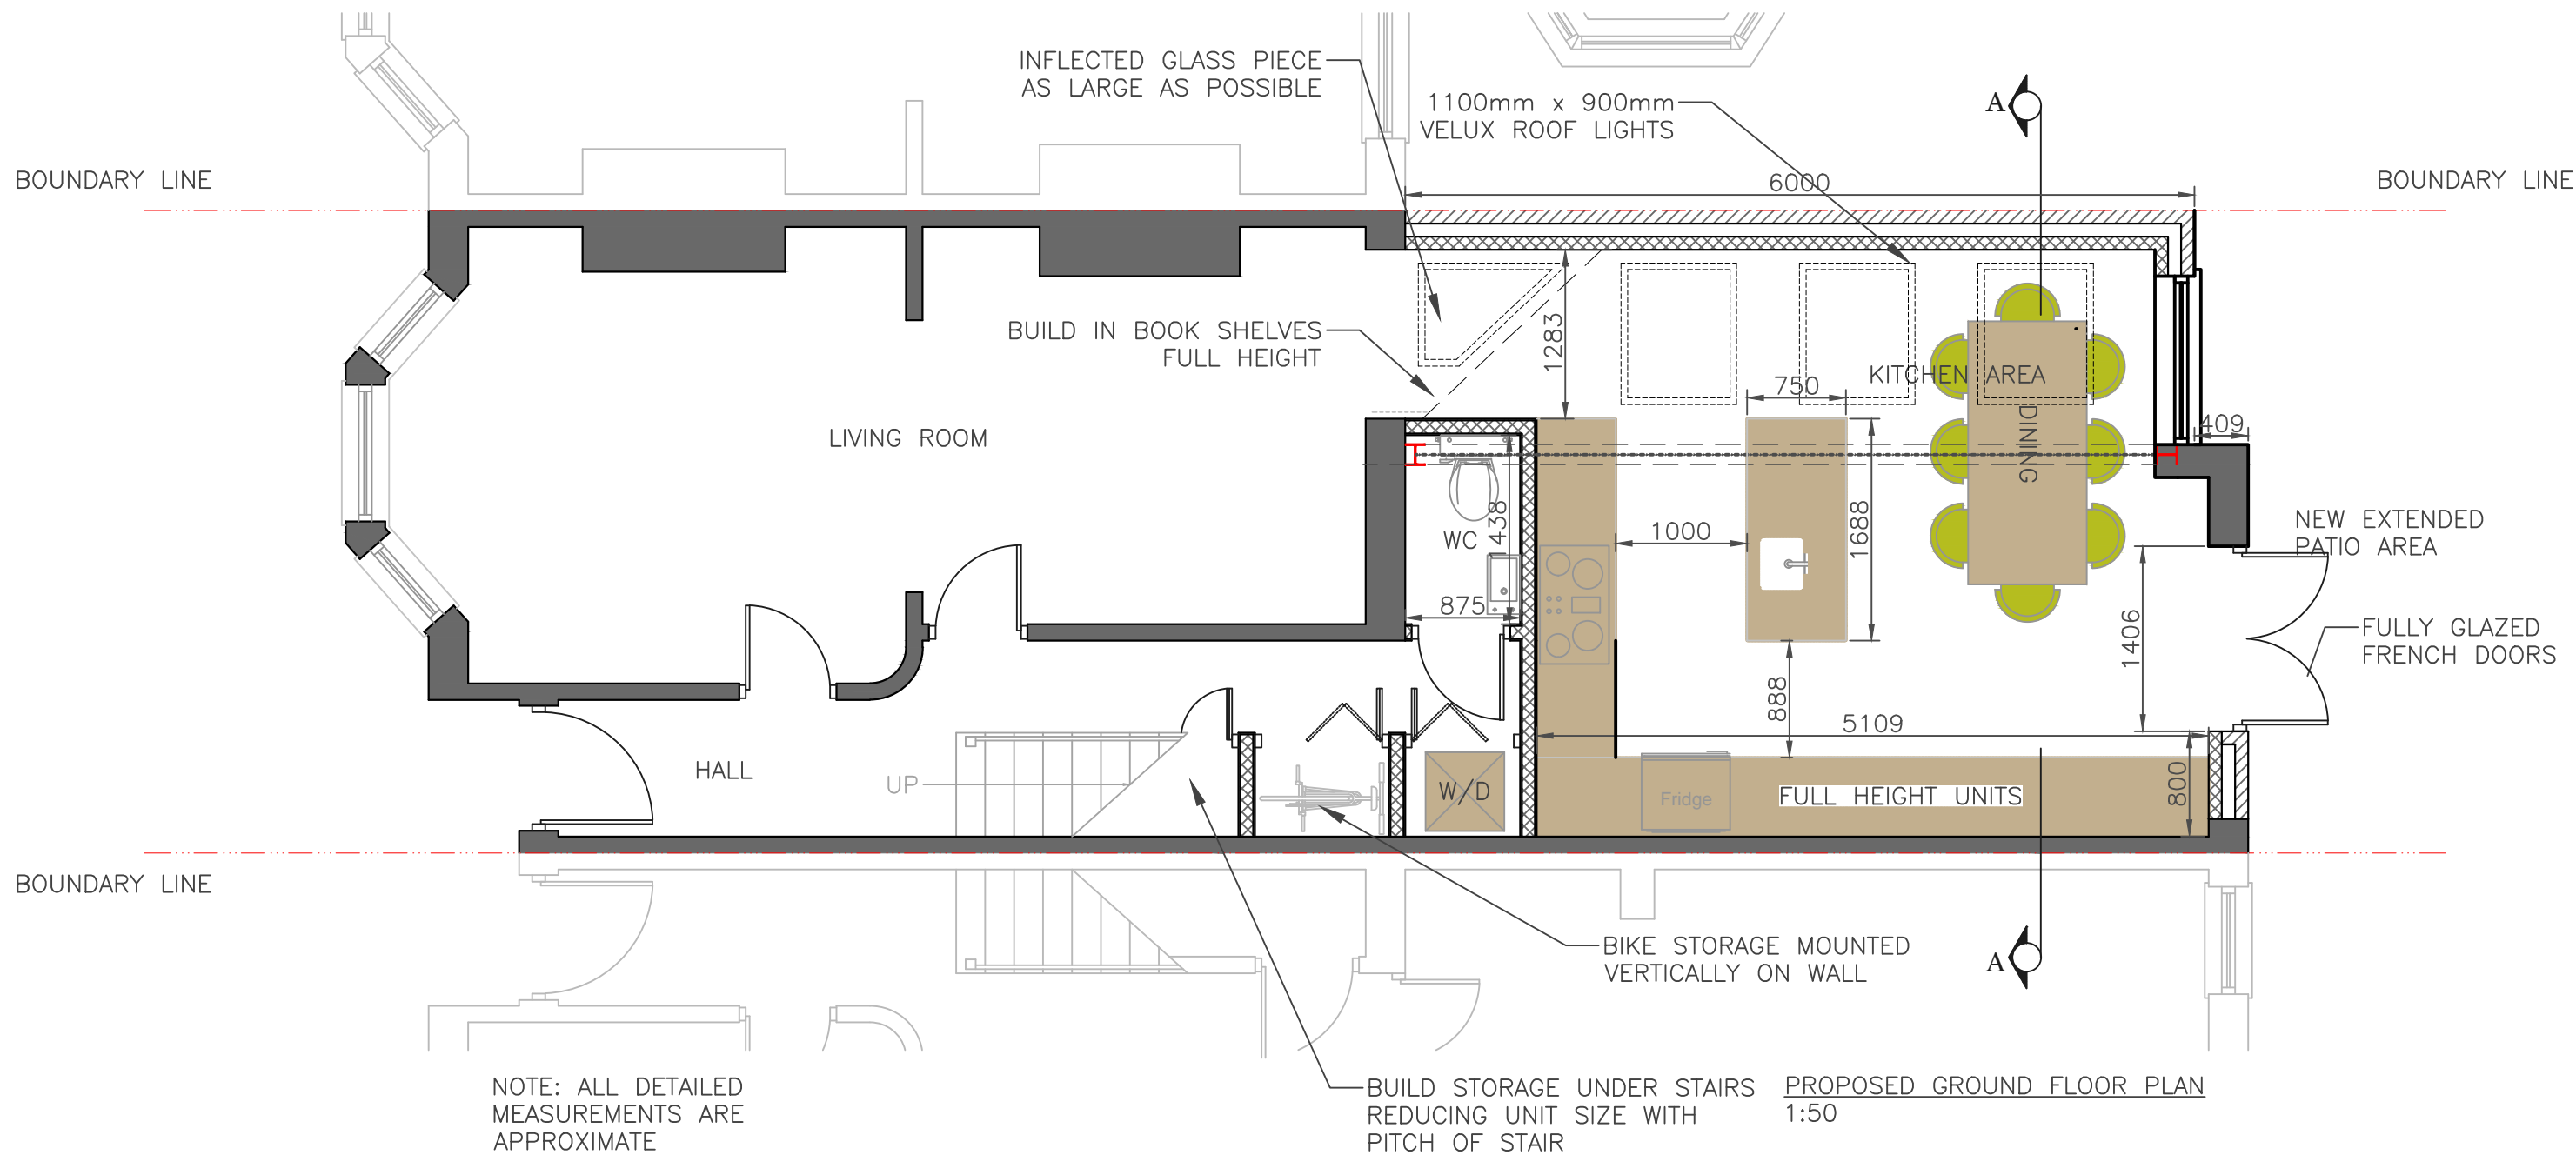 INFLECTED GLASS PIECE
AS LARGE AS POSSIBLE
1100mm x 900mm
VELUX ROOF LIGHTS
A
BOUNDARY LINE
6000
BOUNDARY LINE
BUILD IN BOOK SHELVES
FULL HEIGHT
1283
KITCHEN AREA
750
DINING
409
LIVING ROOM
WC
1438
875
1000
1688
NEW EXTENDED
PATIO AREA
1406
FULLY GLAZED
FRENCH DOORS
888
5109
HALL
UP
W/D
Fridge
FULL HEIGHT UNITS
800
BOUNDARY LINE
BIKE STORAGE MOUNTED
VERTICALLY ON WALL
A
NOTE: ALL DETAILED
MEASUREMENTS ARE
APPROXIMATE
BUILD STORAGE UNDER STAIRS
REDUCING UNIT SIZE WITH
PITCH OF STAIR
PROPOSED GROUND FLOOR PLAN
1:50